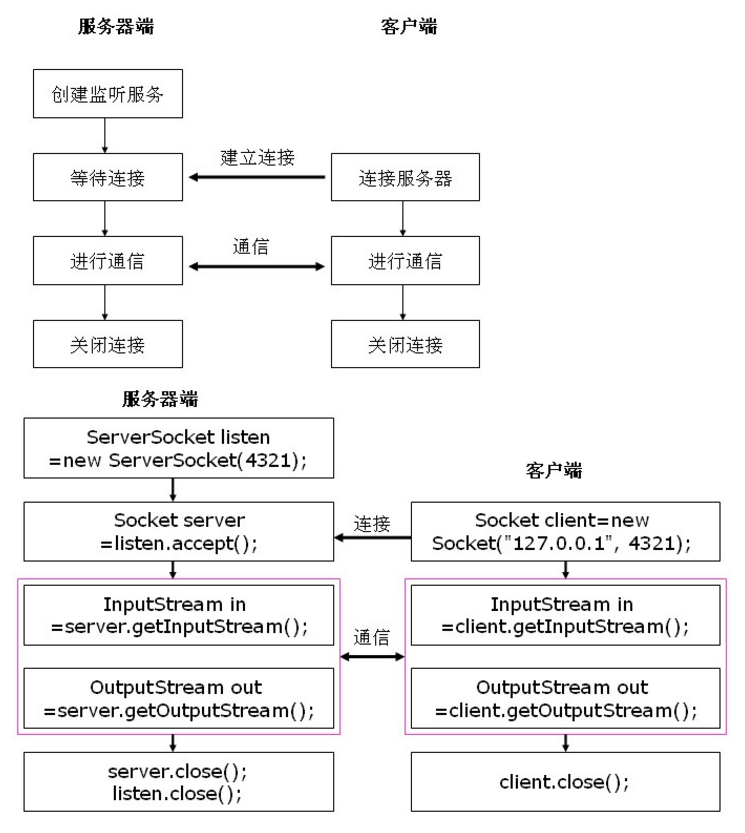 服务器端
客户端
创建监听服务
建立连接
等待连接
连接服务器
通信
进行通信
进行通信
关闭连接
关闭连接
服务器端
ServerSocket listen
=new ServerSocket(4321);
客户端
Socket server
=listen.accept();
连接
Socket client=new
Socket("127.0.0.1", 4321);
InputStream in
=server.getInputStream();
通信
InputStream in
=client.getInputStream();
OutputStream out
=server.getOutputStream();
OutputStream out
=client.getOutputStream();
server.close();
listen.close();
client.close();